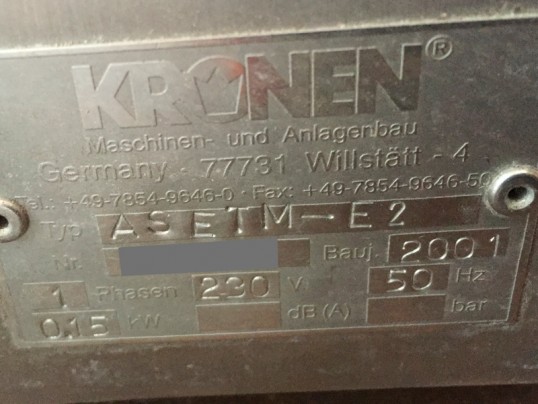 KRONEN®
Maschinen- und Anlagenbau
Germany - 77731 Willstätt - 4
Tel.: +49-7854-9646-0 · Fax: +49-7854-9646-50
Typ ASETM-E2
Nr. Bauj. 2001
1 Phasen 230 V 50 Hz
0.15 kW dB (A) bar